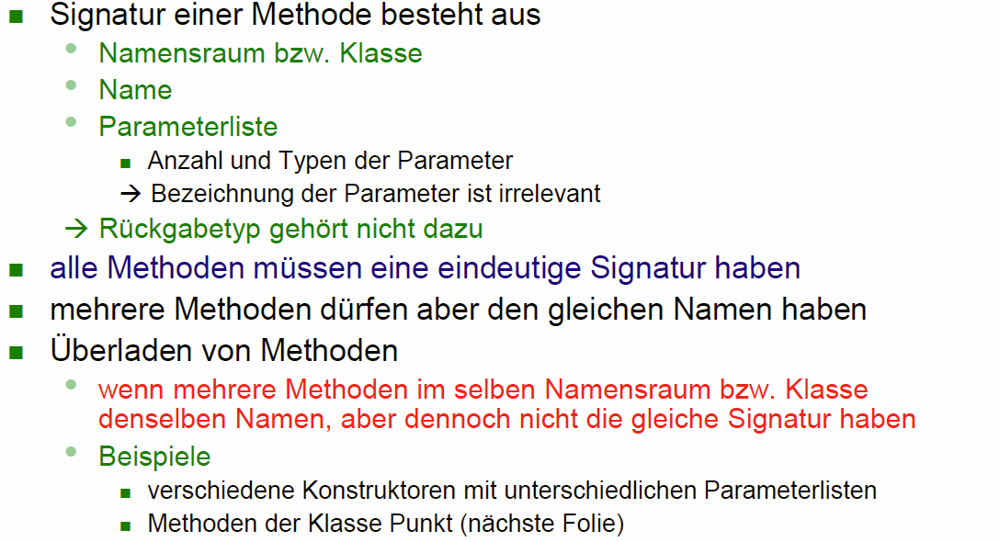 Signatur einer Methode besteht aus
Namensraum bzw. Klasse
Name
Parameterliste
Anzahl und Typen der Parameter
→ Bezeichnung der Parameter ist irrelevant
→ Rückgabetyp gehört nicht dazu
alle Methoden müssen eine eindeutige Signatur haben
mehrere Methoden dürfen aber den gleichen Namen haben
Überladen von Methoden
wenn mehrere Methoden im selben Namensraum bzw. Klasse
denselben Namen, aber dennoch nicht die gleiche Signatur haben
Beispiele
verschiedene Konstruktoren mit unterschiedlichen Parameterlisten
Methoden der Klasse Punkt (nächste Folie)